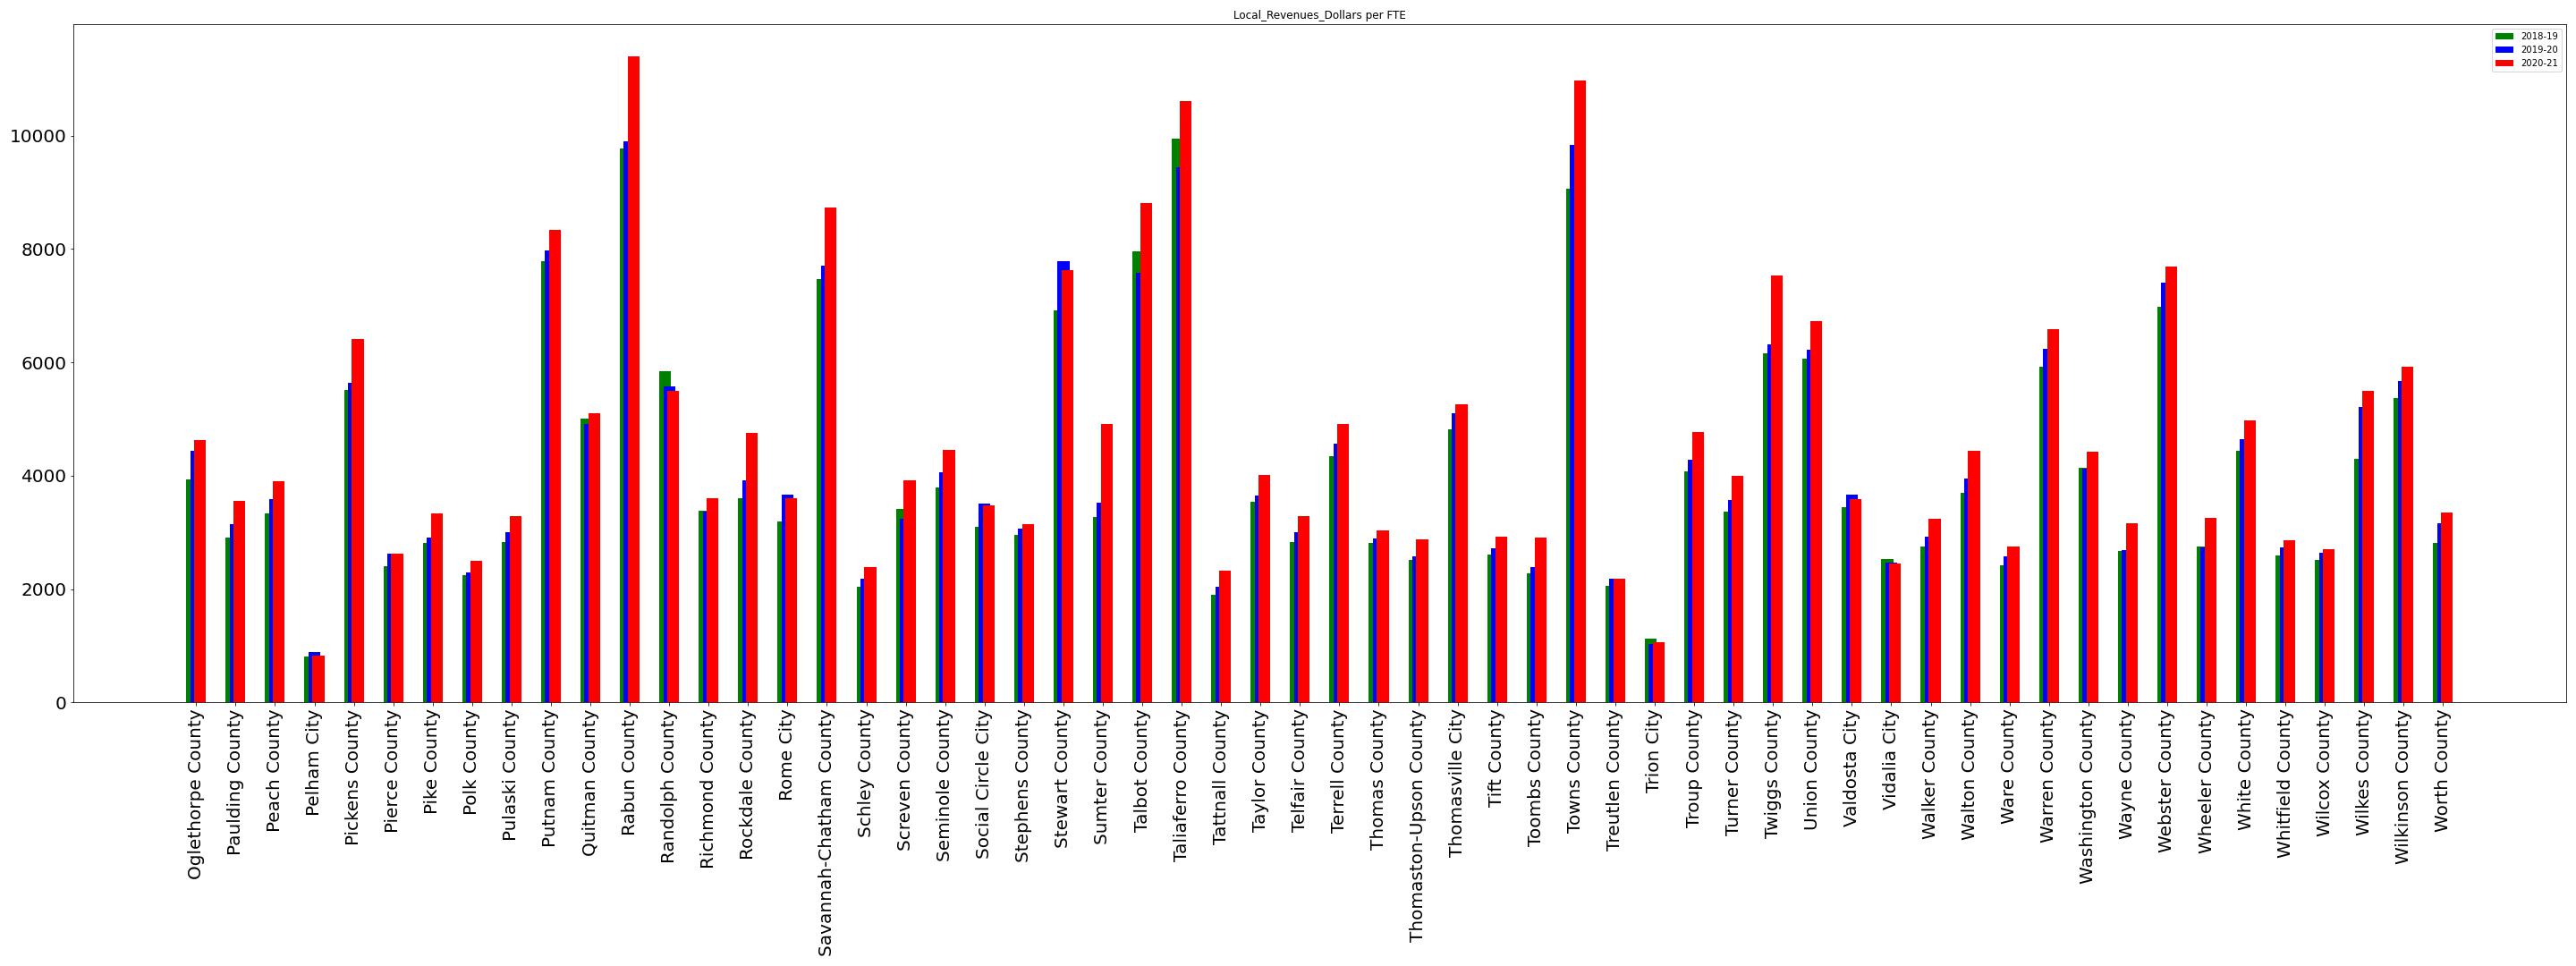 Local_Revenues_Dollars per FTE
2018-19
2019-20
2020-21
10000
8000
6000
4000
2000
0
Oglethorpe County
Paulding County
Peach County
Pelham City
Pickens County
Pierce County
Pike County
Polk County
Pulaski County
Putnam County
Quitman County
Rabun County
Randolph County
Richmond County
Rockdale County
Rome City
Savannah-Chatham County
Schley County
Screven County
Seminole County
Social Circle City
Stephens County
Stewart County
Sumter County
Talbot County
Taliaferro County
Tattnall County
Taylor County
Telfair County
Terrell County
Thomas County
Thomaston-Upson County
Thomasville City
Tift County
Toombs County
Towns County
Treutlen County
Trion City
Troup County
Turner County
Twiggs County
Union County
Valdosta City
Vidalia City
Walker County
Walton County
Ware County
Warren County
Washington County
Wayne County
Webster County
Wheeler County
White County
Whitfield County
Wilcox County
Wilkes County
Wilkinson County
Worth County